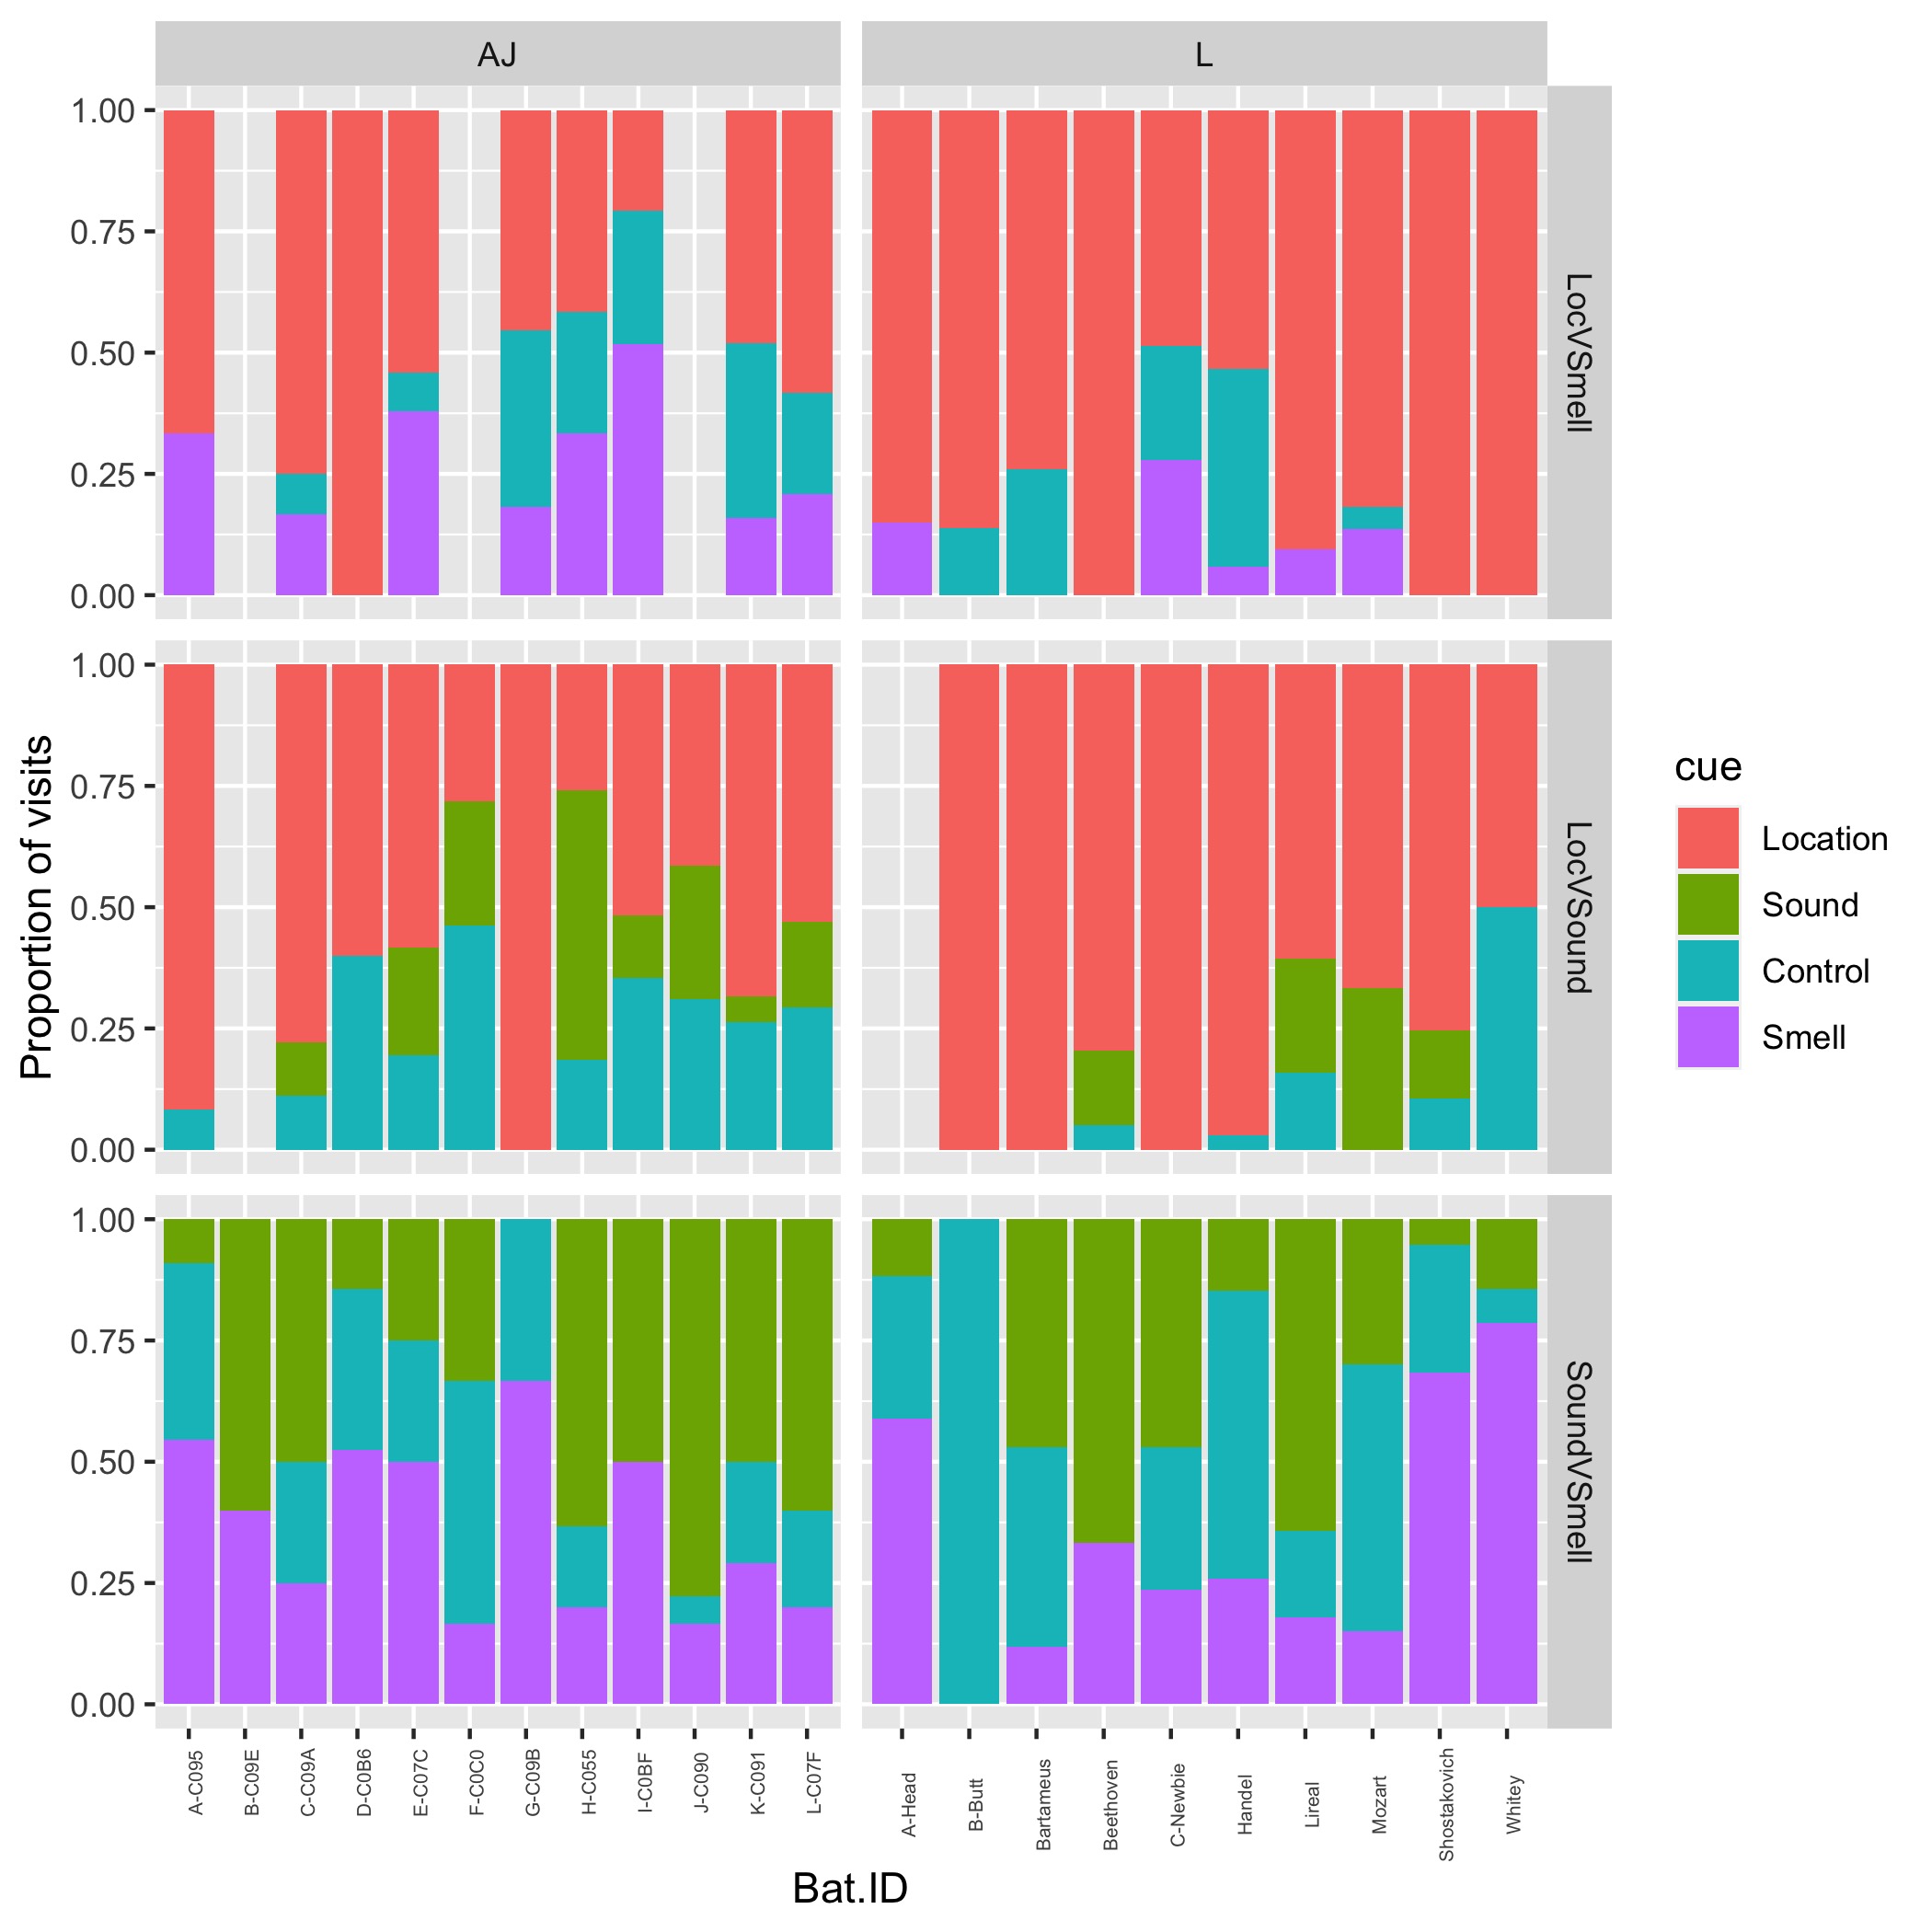 AJ
L
1.00
0.75
0.50
0.25
0.00
LocVSmell
1.00
0.75
0.50
0.25
0.00
LocVSound
1.00
0.75
0.50
0.25
0.00
SoundVSmell
Proportion of visits
A-C095
B-C09E
C-C09A
D-C0B6
E-C07C
F-C0C0
G-C09B
H-C055
I-C0BF
J-C090
K-C091
L-C07F
A-Head
B-Butt
Bartameus
Beethoven
C-Newbie
Handel
Lireal
Mozart
Shostakovich
Whitey
Bat.ID
cue
Location
Sound
Control
Smell